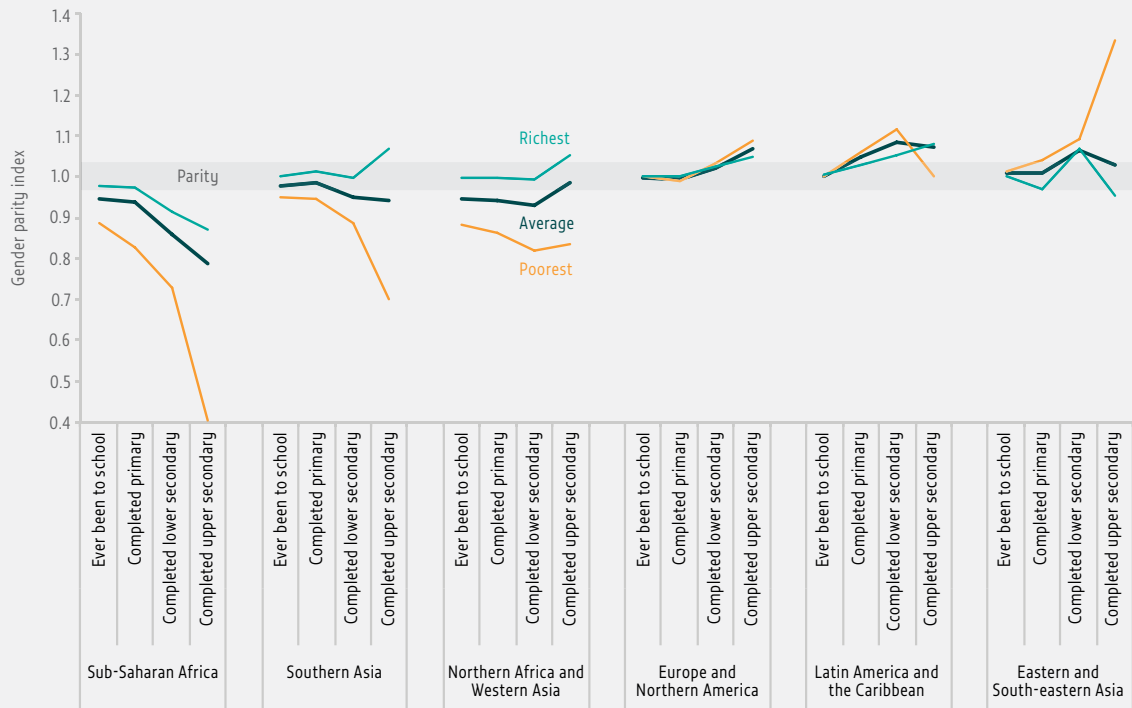 Gender parity index
1.4
1.3
1.2
1.1
1.0
0.9
0.8
0.7
0.6
0.5
0.4
Parity
Richest
Average
Poorest
Ever been to school
Completed primary
Completed lower secondary
Completed upper secondary
Ever been to school
Completed primary
Completed lower secondary
Completed upper secondary
Ever been to school
Completed primary
Completed lower secondary
Completed upper secondary
Ever been to school
Completed primary
Completed lower secondary
Completed upper secondary
Ever been to school
Completed primary
Ccompleted lower secondary
Completed upper secondary
Ever been to school
Completed primary
Completed lower secondary
Completed upper secondary
Sub-Saharan Africa
Southern Asia
Northern Africa and
Western Asia
Europe and
Northern America
Latin America and
the Caribbean
Eastern and
South-eastern Asia